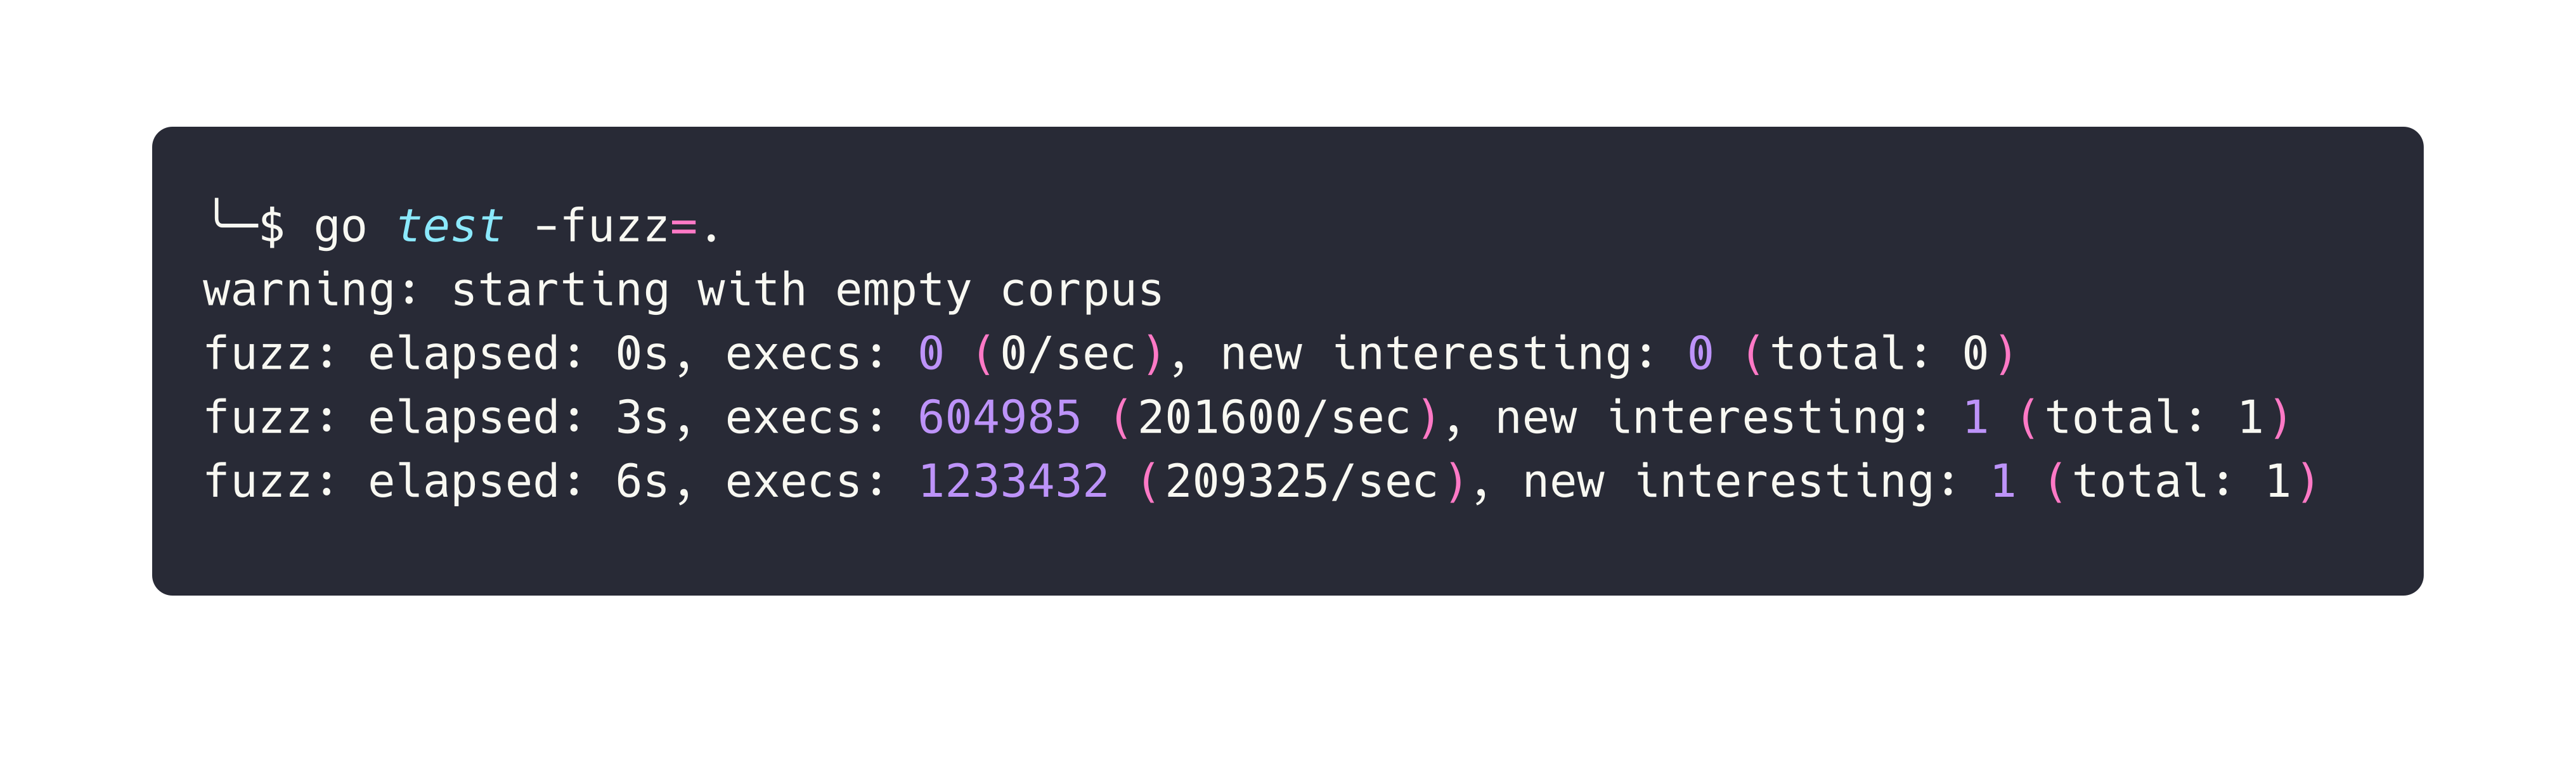 ╰─$ go test -fuzz=.
warning: starting with empty corpus
fuzz: elapsed: 0s, execs: 0 (0/sec), new interesting: 0 (total: 0)
fuzz: elapsed: 3s, execs: 604985 (201600/sec), new interesting: 1 (total: 1)
fuzz: elapsed: 6s, execs: 1233432 (209325/sec), new interesting: 1 (total: 1)